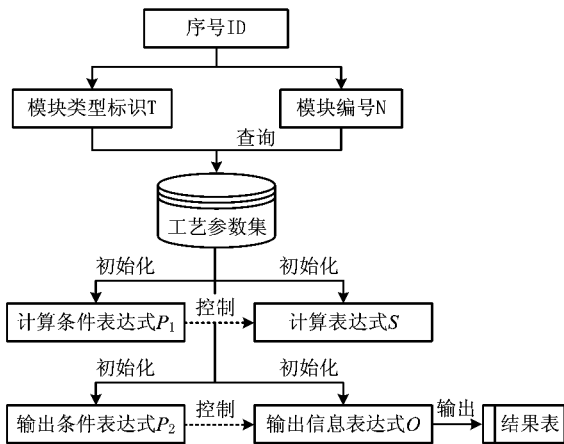 序号ID
模块类型标识T
模块编号N
查询
工艺参数集
初始化
初始化
计算条件表达式P₁
控制
计算表达式S
初始化
初始化
输出条件表达式P₂
控制
输出信息表达式O
输出
结果表